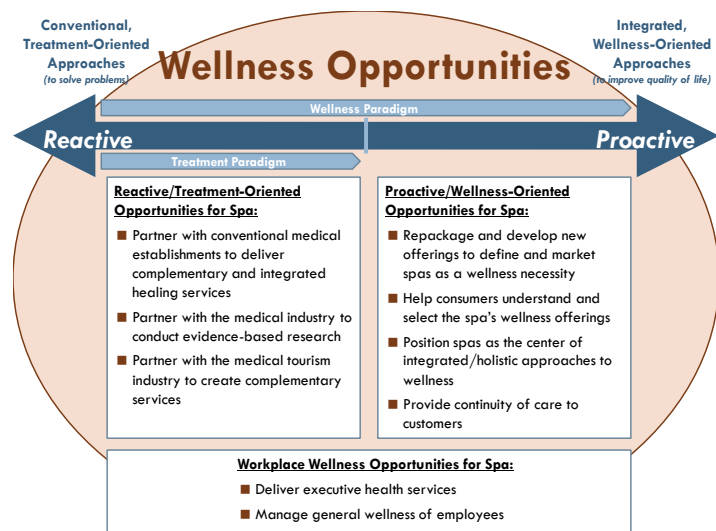 Conventional,
Treatment-Oriented
Approaches
(to solve problems)
Wellness Opportunities
Integrated,
Wellness-Oriented
Approaches
(to improve quality of life)
Wellness Paradigm
Reactive
Proactive
Treatment Paradigm
Reactive/Treatment-Oriented
Opportunities for Spa:
■ Partner with conventional medical
establishments to deliver
complementary and integrated
healing services
■ Partner with the medical industry to
conduct evidence-based research
■ Partner with the medical tourism
industry to create complementary
services
Proactive/Wellness-Oriented
Opportunities for Spa:
■ Repackage and develop new
offerings to define and market
spas as a wellness necessity
■ Help consumers understand and
select the spa's wellness offerings
■ Position spas as the center of
integrated/holistic approaches to
wellness
■ Provide continuity of care to
customers
Workplace Wellness Opportunities for Spa:
■ Deliver executive health services
■ Manage general wellness of employees